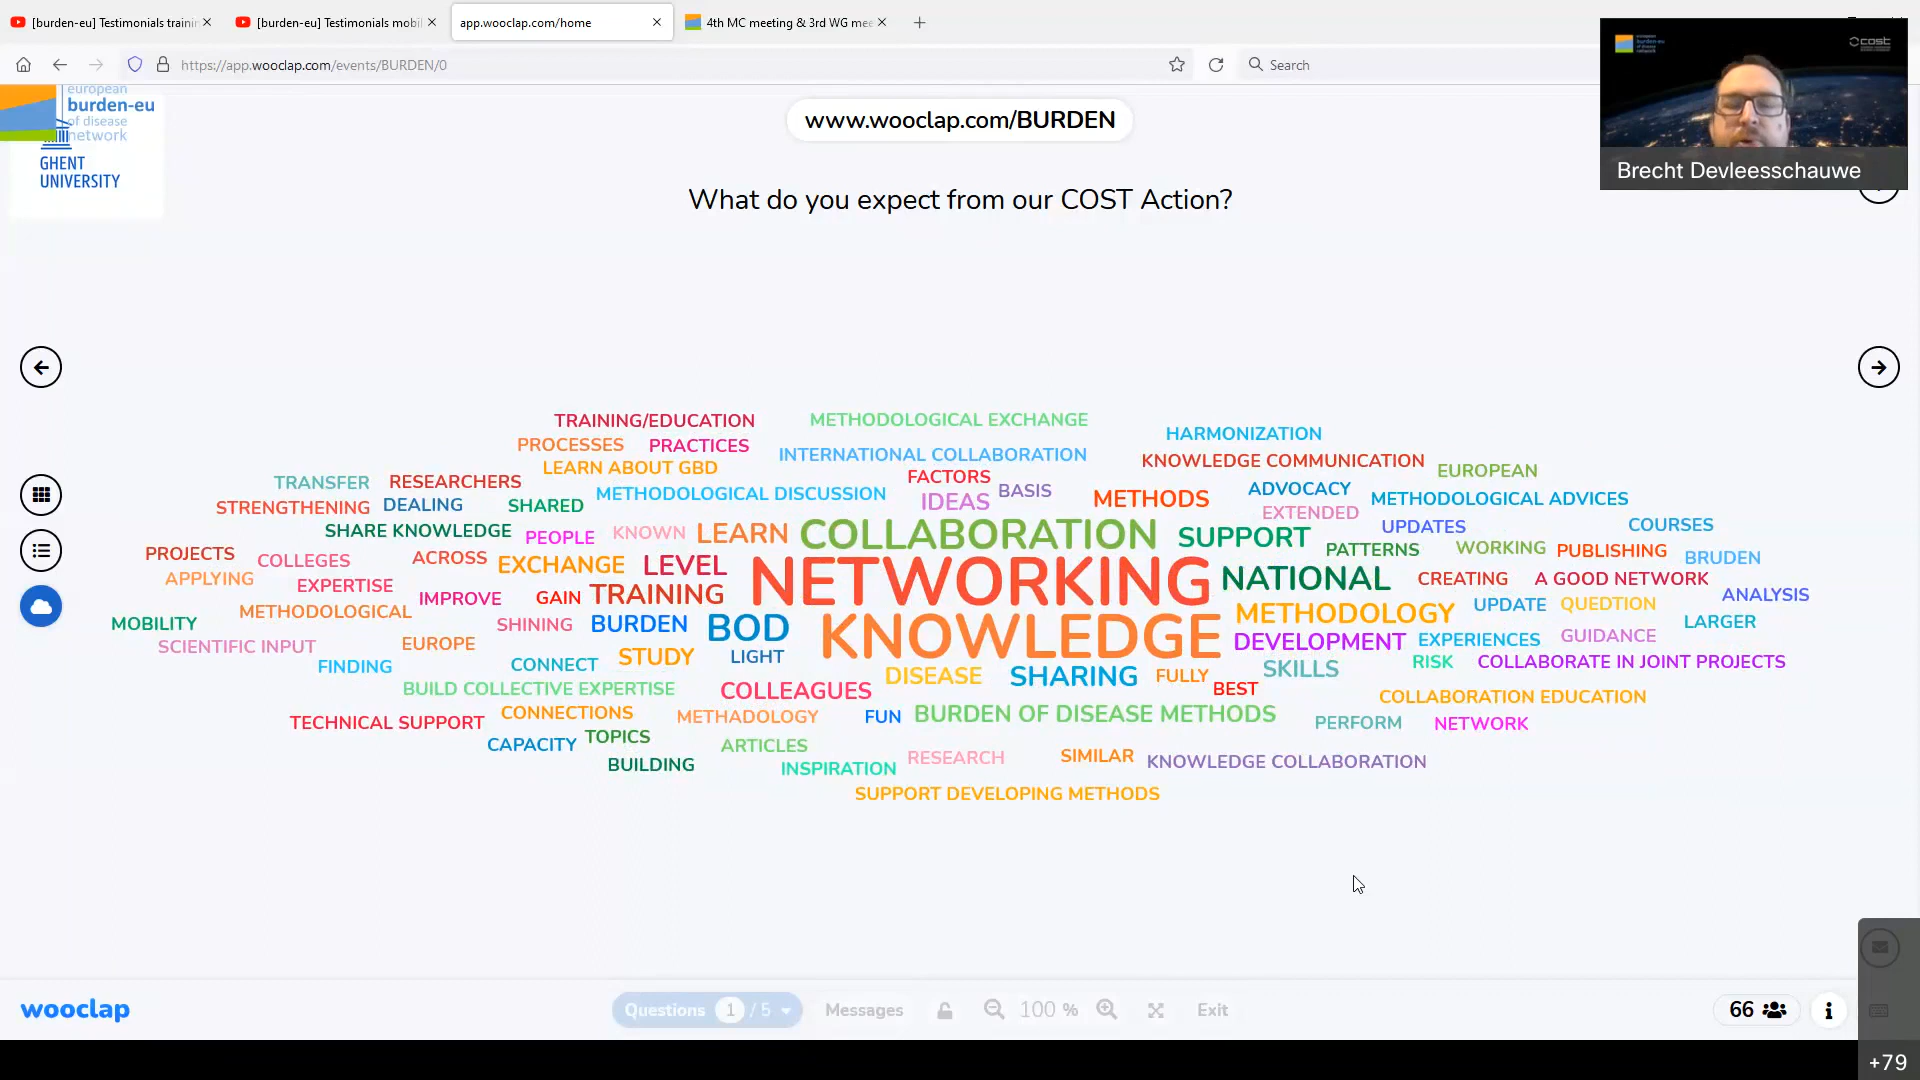 [burden-eu] Testimonials trainin
[burden-eu] Testimonials mobil
app.wooclap.com/home
4th MC meeting & 3rd WG mee
https://app.wooclap.com/events/BURDEN/0
Search
european
burden-eu
of disease
network
GHENT
UNIVERSITY
www.wooclap.com/BURDEN
cost
Brecht Devleesschauwe
What do you expect from our COST Action?
TRAINING/EDUCATION METHODOLOGICAL EXCHANGE HARMONIZATION
PROCESSES PRACTICES INTERNATIONAL COLLABORATION KNOWLEDGE COMMUNICATION
LEARN ABOUT GBD FACTORS EUROPEAN
TRANSFER RESEARCHERS METHODOLOGICAL DISCUSSION IDEAS BASIS METHODS ADVOCACY METHODOLOGICAL ADVICES
STRENGTHENING DEALING SHARED EXTENDED
SHARE KNOWLEDGE PEOPLE KNOWN LEARN COLLABORATION SUPPORT UPDATES COURSES
PROJECTS COLLEGES ACROSS EXCHANGE LEVEL PATTERNS WORKING PUBLISHING BRUDEN
APPLYING EXPERTISE IMPROVE GAIN TRAINING NETWORKING NATIONAL CREATING A GOOD NETWORK ANALYSIS
METHODOLOGICAL METHODOLOGY UPDATE QUEDTION
MOBILITY SHINING BURDEN BOD KNOWLEDGE LARGER
SCIENTIFIC INPUT EUROPE DEVELOPMENT EXPERIENCES GUIDANCE
FINDING CONNECT STUDY LIGHT SKILLS RISK COLLABORATE IN JOINT PROJECTS
BUILD COLLECTIVE EXPERTISE COLLEAGUES DISEASE SHARING FULLY BEST COLLABORATION EDUCATION
TECHNICAL SUPPORT CONNECTIONS METHADOLOGY FUN BURDEN OF DISEASE METHODS PERFORM NETWORK
CAPACITY TOPICS ARTICLES
BUILDING INSPIRATION RESEARCH SIMILAR KNOWLEDGE COLLABORATION
SUPPORT DEVELOPING METHODS
wooclap
Questions 1 / 5
Messages
100 %
Exit
66
+79